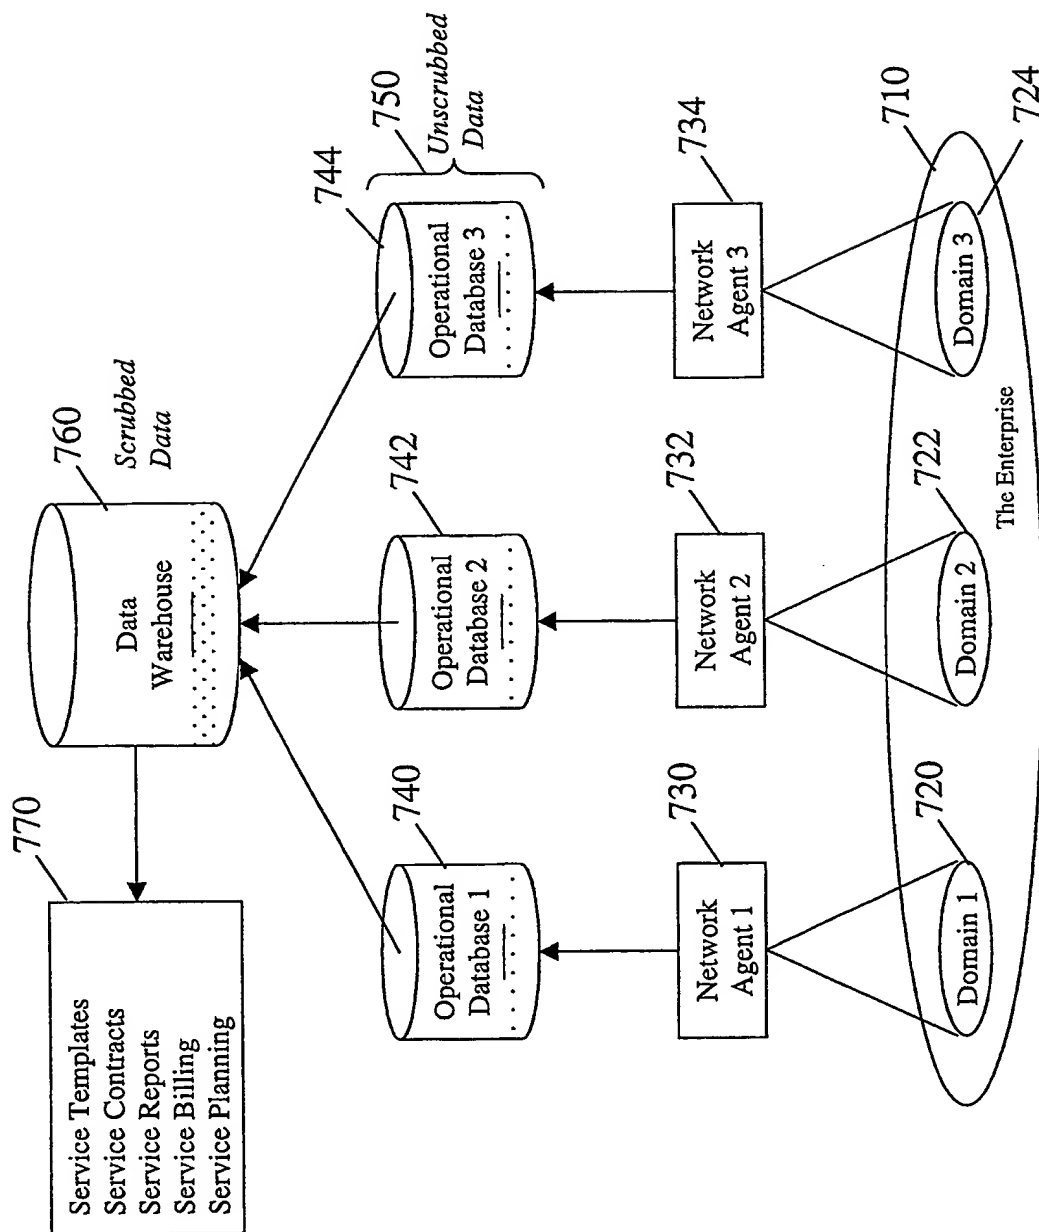 770
Service Templates
Service Contracts
Service Reports
Service Billing
Service Planning
760
Scrubbed
Data
Data
Warehouse
740
Operational
Database 1
742
Operational
Database 2
744
Operational
Database 3
750
Unscrubbed
Data
730
Network
Agent 1
732
Network
Agent 2
734
Network
Agent 3
720
Domain 1
722
Domain 2
710
724
Domain 3
The Enterprise